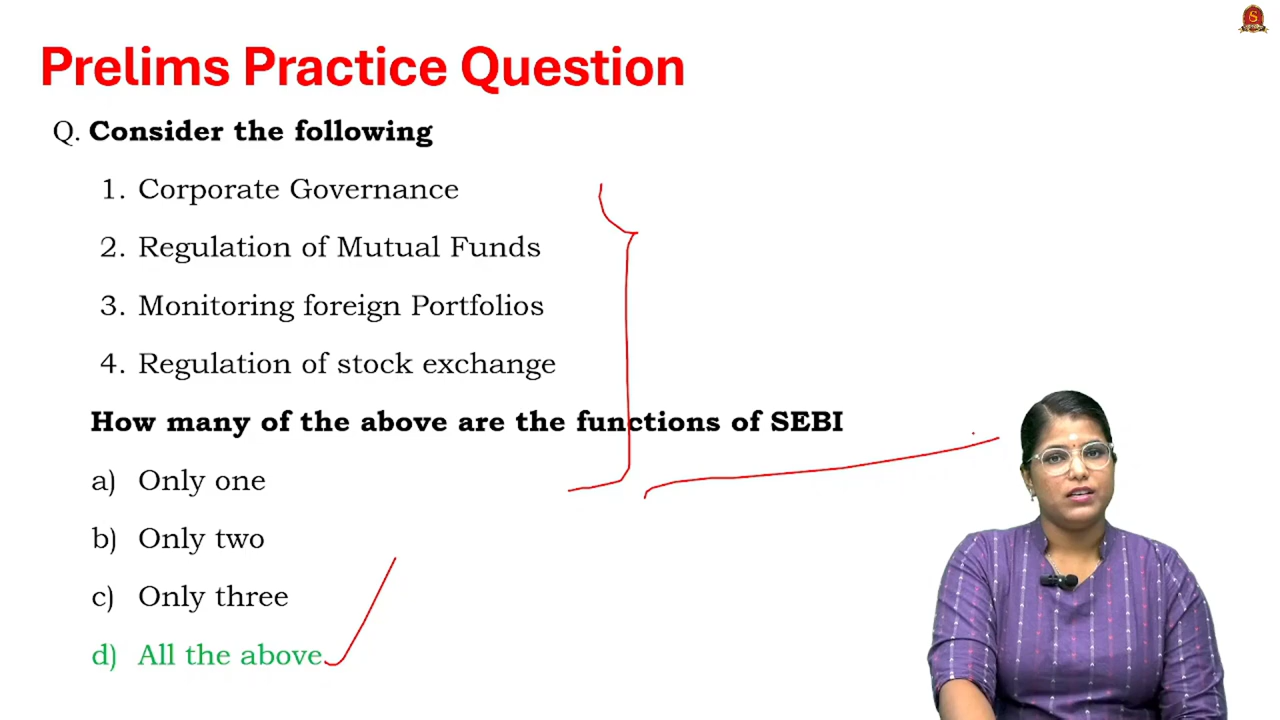 Prelims Practice Question
Q. Consider the following
1. Corporate Governance
2. Regulation of Mutual Funds
3. Monitoring foreign Portfolios
4. Regulation of stock exchange
How many of the above are the functions of SEBI
a) Only one
b) Only two
c) Only three
d) All the above